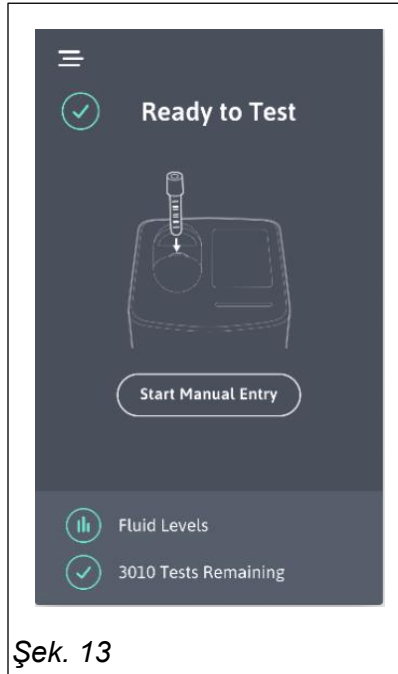 Ready to Test
Start Manual Entry
Fluid Levels
3010 Tests Remaining
Şek. 13